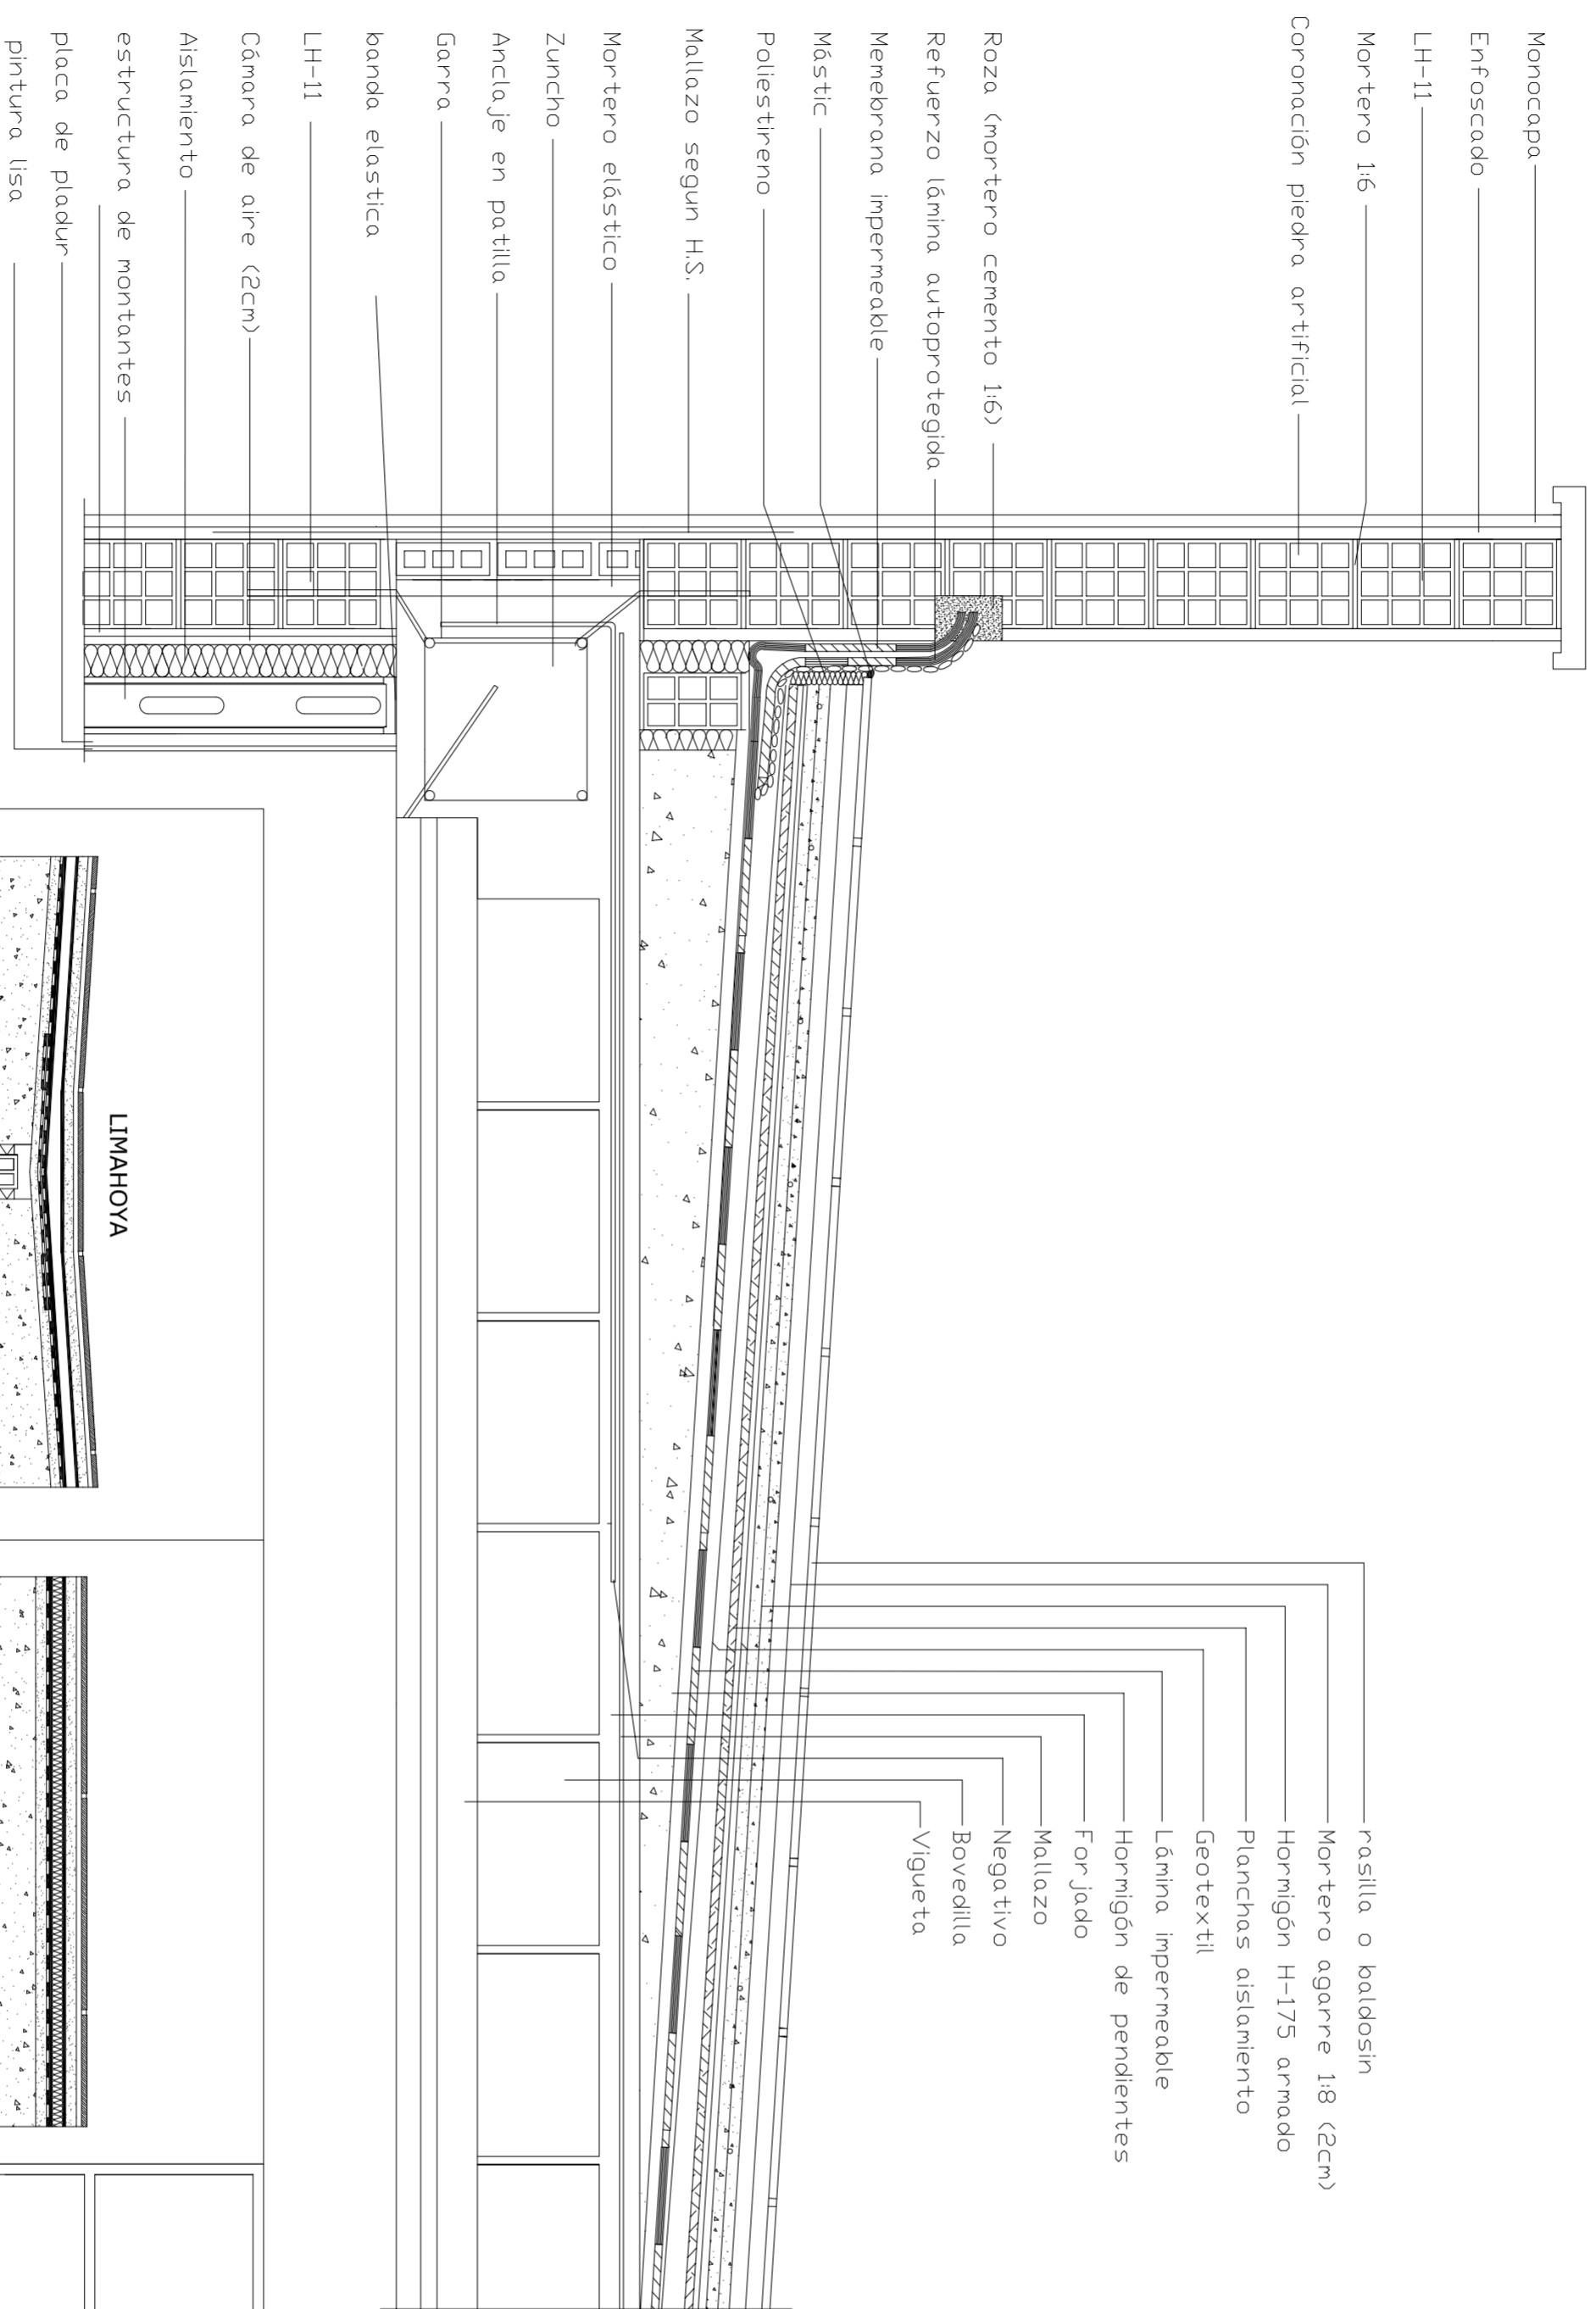 Monocapa
Enfoscado
LH-11
Mortero 1:6
Coronación piedra artificial
Roza (mortero cemento 1:6)
Refuerzo lámina autoprotegida
Memebrana impermeable
Mástic
Poliestireno
Mallazo segun H.S.
Mortero elástico
Zuncho
Anclaje en patilla
Garra
banda elastica
LH-11
Cámara de aire (2cm)
Aislamiento
estructura de montantes
placa de pladur
pintura lisa
rasilla o baldosin
Mortero agarre 1:8 (2cm)
Hormigón H-175 armado
Planchas aislamiento
Geotextil
Lámina impermeable
Hormigón de pendientes
Forjado
Mallazo
Negativo
Bovedilla
Vigueta
LIMAHOYA